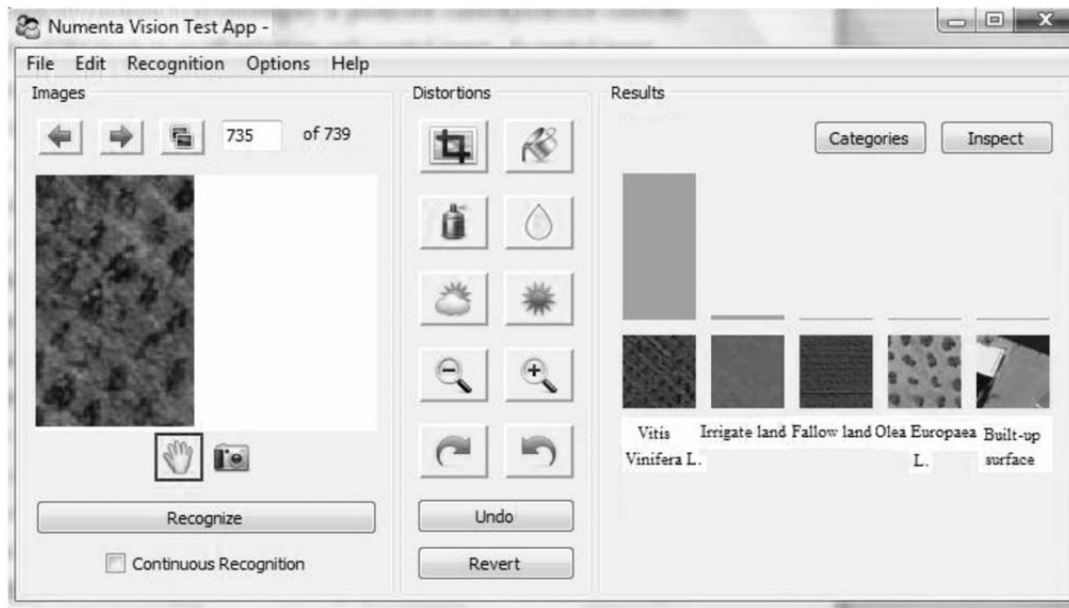 Numenta Vision Test App -
File Edit Recognition Options Help
Images
735 of 739
Recognize
Continuous Recognition
Distortions
Undo
Revert
Results
Categories Inspect
Vitis
Vinifera L.
Irrigate land
Fallow land
Olea Europaea
L.
Built-up
surface